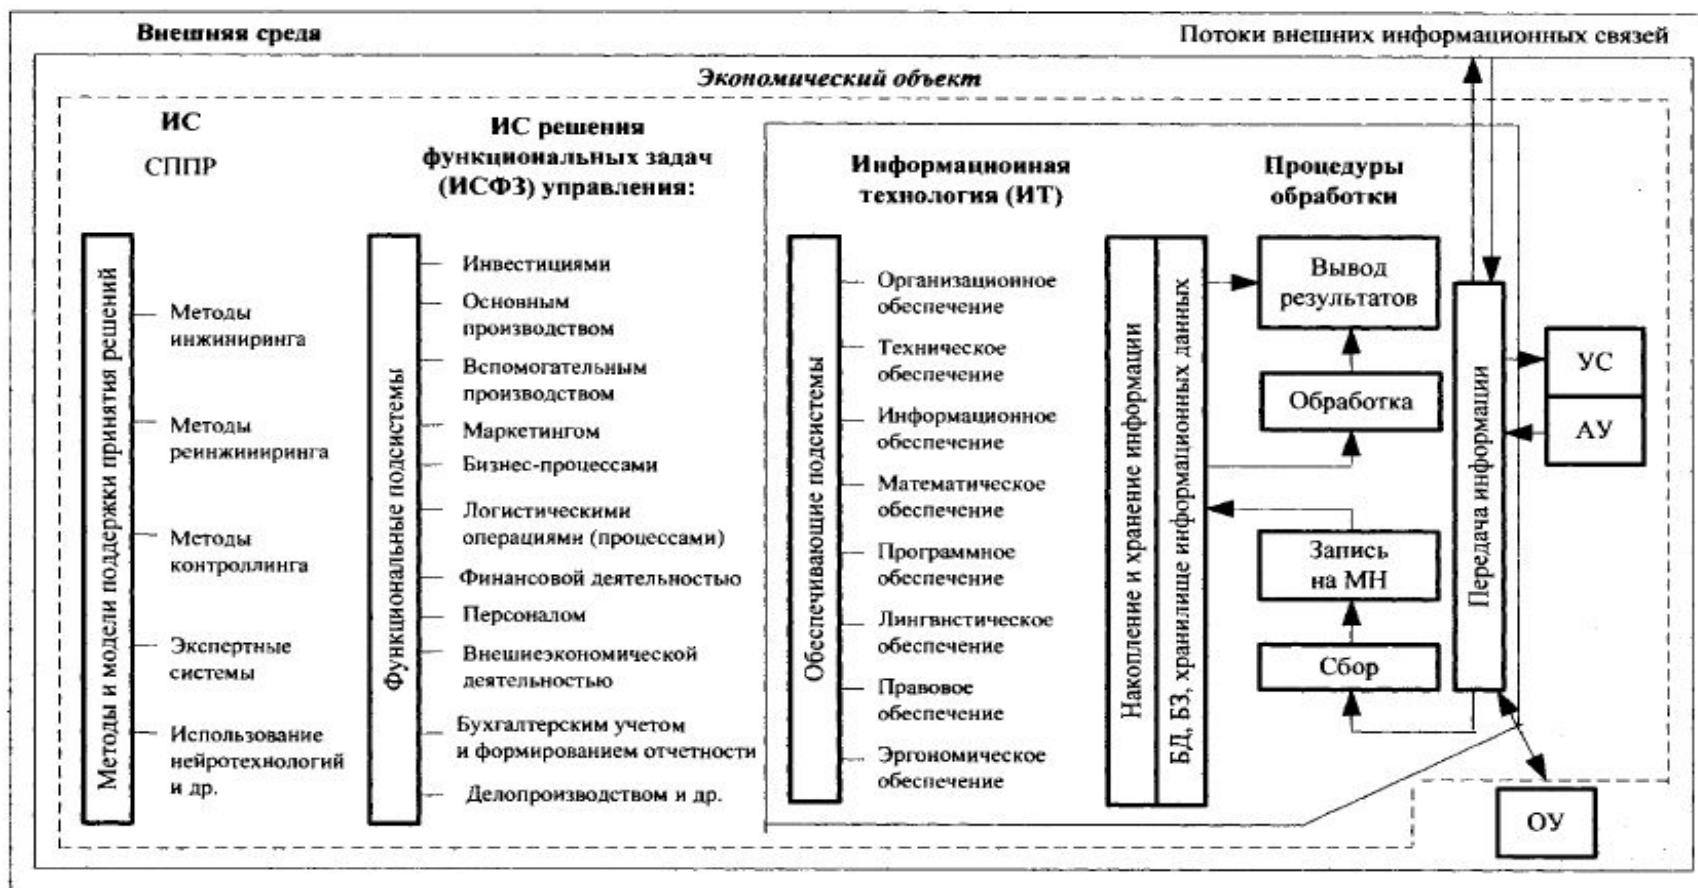 Внешняя среда
Потоки внешних информационных связей
Экономический объект
ИС
СППР
Методы и модели поддержки принятия решений
Методы
инжиниринга
Методы
реинжиниринга
Методы
контроллинга
Экспертные
системы
Использование
нейротехнологий
и др.
ИС решения
функциональных задач
(ИСФЗ) управления:
Функциональные подсистемы
Инвестициями
Основным
производством
Вспомогательным
производством
Маркетингом
Бизнес-процессами
Логистическими
операциями (процессами)
Финансовой деятельностью
Персоналом
Внешнеэкономической
деятельностью
Бухгалтерским учетом
и формированием отчетности
Делопроизводством и др.
Информационная
технология (ИТ)
Обеспечивающие подсистемы
Организационное
обеспечение
Техническое
обеспечение
Информационное
обеспечение
Математическое
обеспечение
Программное
обеспечение
Лингвистическое
обеспечение
Правовое
обеспечение
Эргономическое
обеспечение
Накопление и хранение информации
БД, БЗ, хранилище информационных данных
Процедуры
обработки
Вывод
результатов
Обработка
Запись
на МН
Сбор
Передача информации
УС
АУ
ОУ